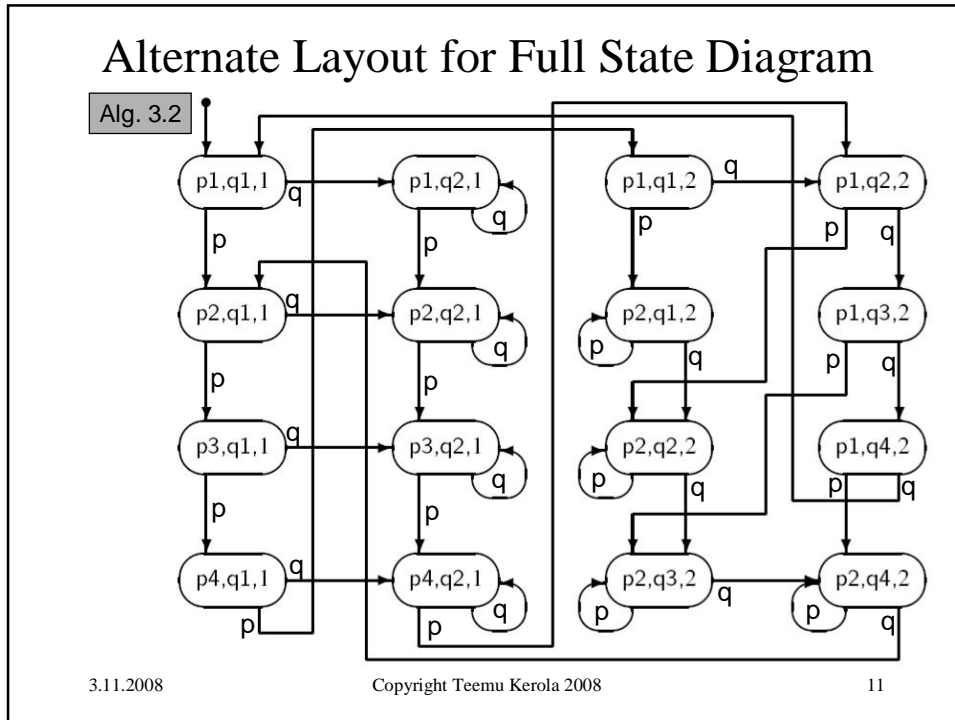 Alternate Layout for Full State Diagram
Alg. 3.2
p1,q1,1 q p1,q2,1 q p1,q1,2 q p1,q2,2
p p p p q
p2,q1,1 q p2,q2,1 q p2,q1,2 p p1,q3,2
p p q p q
p3,q1,1 q p3,q2,1 q p2,q2,2 p p1,q4,2
p p q p q
p4,q1,1 q p4,q2,1 q p2,q3,2 p q p2,q4,2 p
p p q
3.11.2008 Copyright Teemu Kerola 2008 11